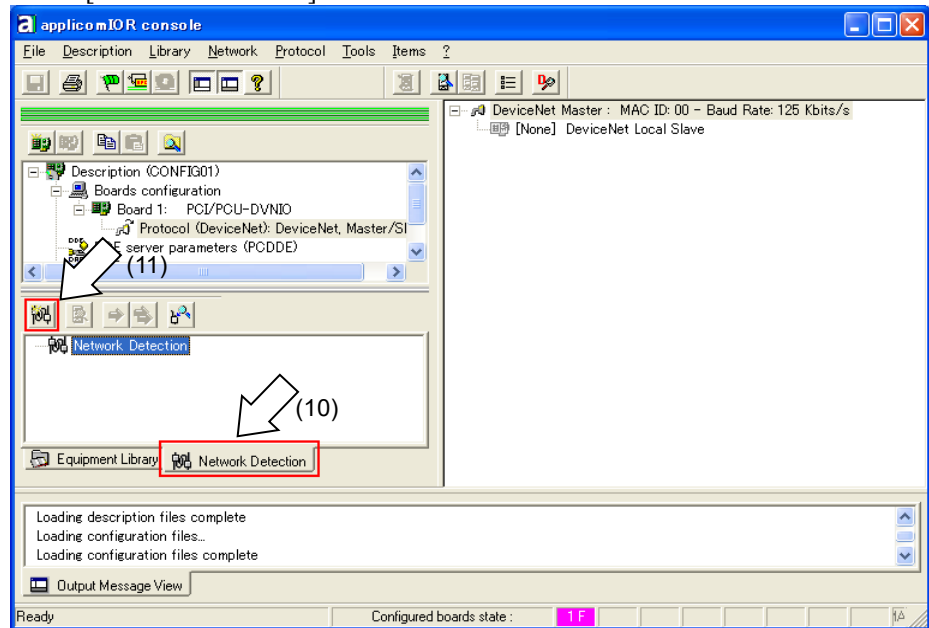 applicomIOR console
File Description Library Network Protocol Tools Items ?
DeviceNet Master : MAC ID: 00 - Baud Rate: 125 Kbits/s
[None] DeviceNet Local Slave
Description (CONFIG01)
Boards configuration
Board 1: PCI/PCU-DVNIO
Protocol (DeviceNet): DeviceNet, Master/Sl
server parameters (PCDDE)
(11)
Network Detection
(10)
Equipment Library
Network Detection
Loading description files complete
Loading configuration files...
Loading configuration files complete
Output Message View
Ready
Configured boards state :
1 F